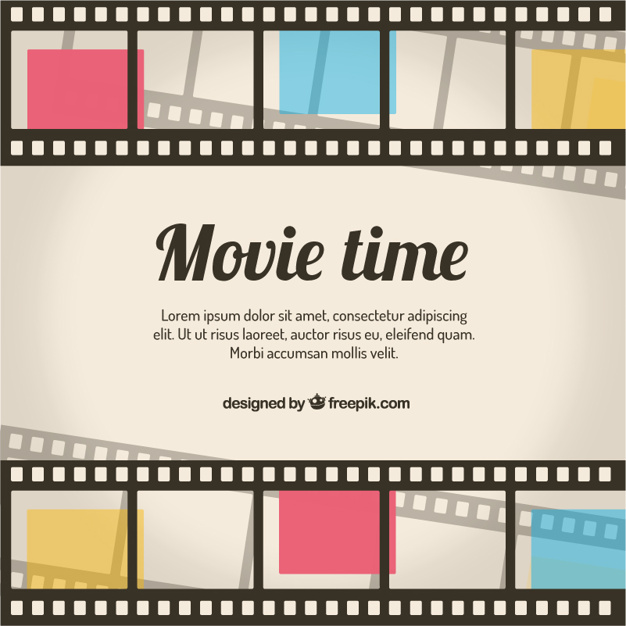 Movie time
Lorem ipsum dolor sit amet, consectetur adipiscing
elit. Ut ut risus laoreet, auctor risus eu, eleifend quam.
Morbi accumsan mollis velit.
designed by freepik.com